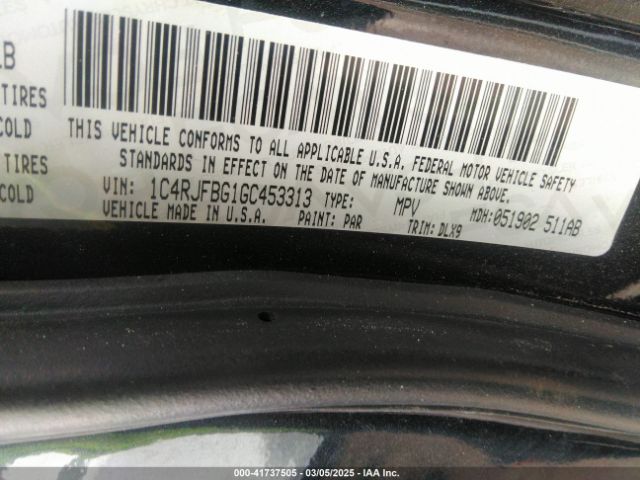 LB
TIRES
COLD
TIRES
COLD
THIS VEHICLE CONFORMS TO ALL APPLICABLE U.S.A. FEDERAL MOTOR VEHICLE SAFETY
STANDARDS IN EFFECT ON THE DATE OF MANUFACTURE SHOWN ABOVE.
VIN: 1C4RJFBG1GC453313 TYPE: MPV MDH:051902 511AB
VEHICLE MADE IN U.S.A. PAINT: PAR TRIM: DLX9
000-41737505 - 03/05/2025 - IAA Inc.